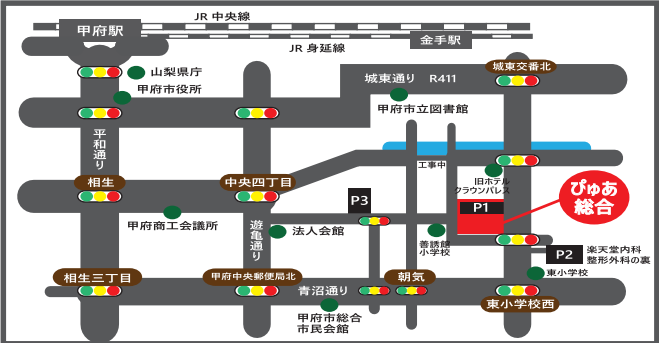 JR 中央線
甲府駅
JR 身延線
金手駅
城東交番北
山梨県庁
城東通り R411
甲府市役所
甲府市立図書館
平和通り
工事中
旧ホテル
クラウンパレス
相生
中央四丁目
P3
P1
ぴゅあ
総合
甲府商工会議所
遊亀通り
法人会館
善誘館
小学校
P2
楽天堂内科
整形外科の裏
相生三丁目
甲府中央郵便局北
青沼通り
朝気
東小学校
東小学校西
甲府市総合
市民会館